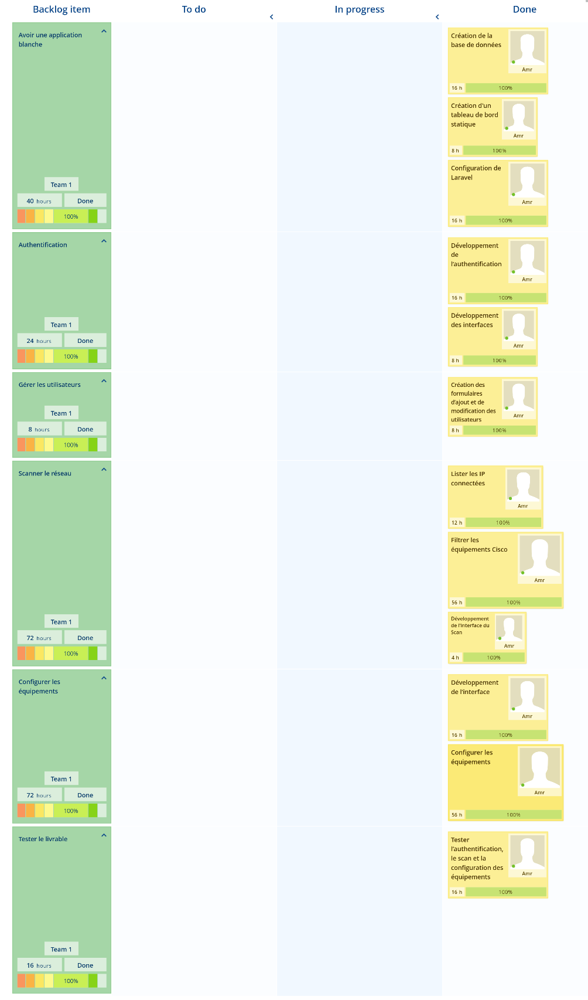 Backlog item
To do
In progress
Done
Avoir une application
blanche
Team 1
40 hours
Done
100%
Création de la
base de données
Amr
16 h
100%
Création d'un
tableau de bord
statique
Amr
8 h
100%
Configuration de
Laravel
Amr
16 h
100%
Authentification
Team 1
24 hours
Done
100%
Développement
de
l'authentification
Amr
16 h
100%
Développement
des interfaces
Amr
8 h
100%
Gérer les utilisateurs
Team 1
8 hours
Done
100%
Création des
formulaires
d'ajout et de
modification des
utilisateurs
Amr
8 h
100%
Scanner le réseau
Team 1
72 hours
Done
100%
Lister les IP
connectées
Amr
12 h
100%
Filtrer les
équipements Cisco
Amr
56 h
100%
Développement
de l'interface du
Scan
Amr
4 h
100%
Configurer les
équipements
Team 1
72 hours
Done
100%
Développement
de l'interface
Amr
16 h
100%
Configurer les
équipements
Amr
56 h
100%
Tester le livrable
Team 1
16 hours
Done
100%
Tester
l'authentification,
le scan et la
configuration des
équipements
Amr
16 h
100%